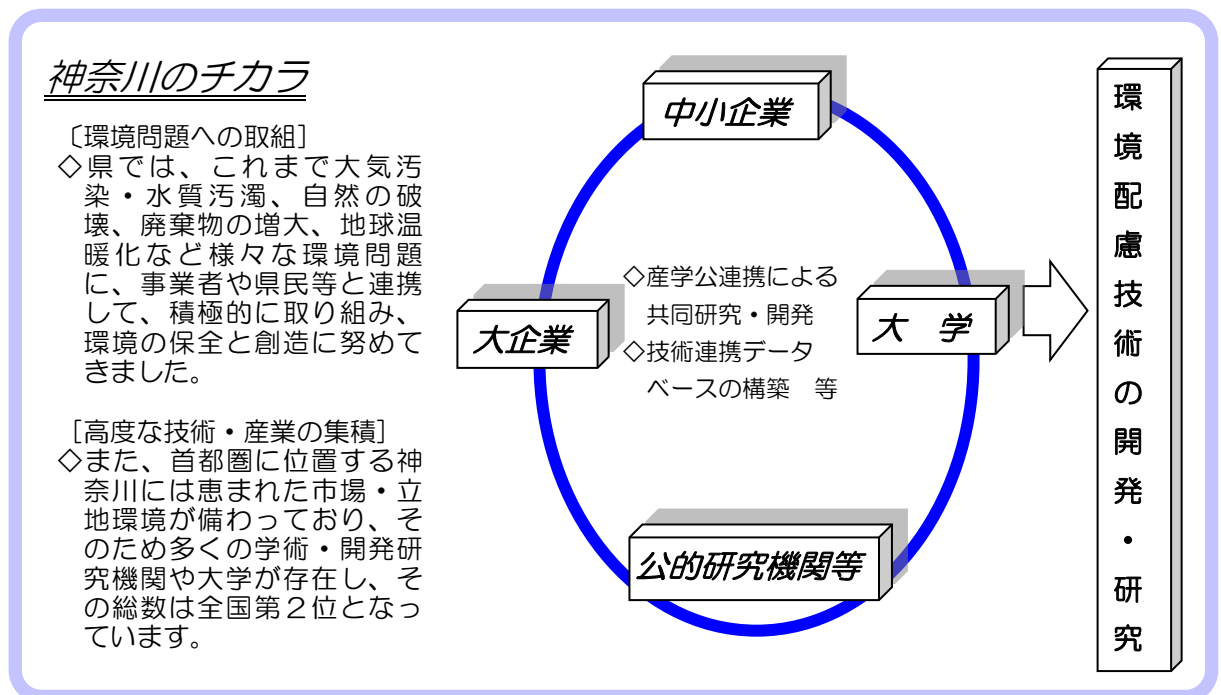 神奈川のチカラ
〔環境問題への取組］
◇県では、これまで大気汚
染・水質汚濁、自然の破
壊、廃棄物の増大、地球温
暖化など様々な環境問題
に、事業者や県民等と連携
して、積極的に取り組み、
環境の保全と創造に努めて
きました。
［高度な技術・産業の集積］
◇また、首都圏に位置する神
奈川には恵まれた市場・立
地環境が備わっており、そ
のため多くの学術・開発研
究機関や大学が存在し、そ
の総数は全国第２位となっ
ています。
中小企業
大企業
◇産学公連携による
共同研究・開発
◇技術連携データ
ベースの構築　等
大　学
公的研究機関等
環境配慮技術の開発・研究